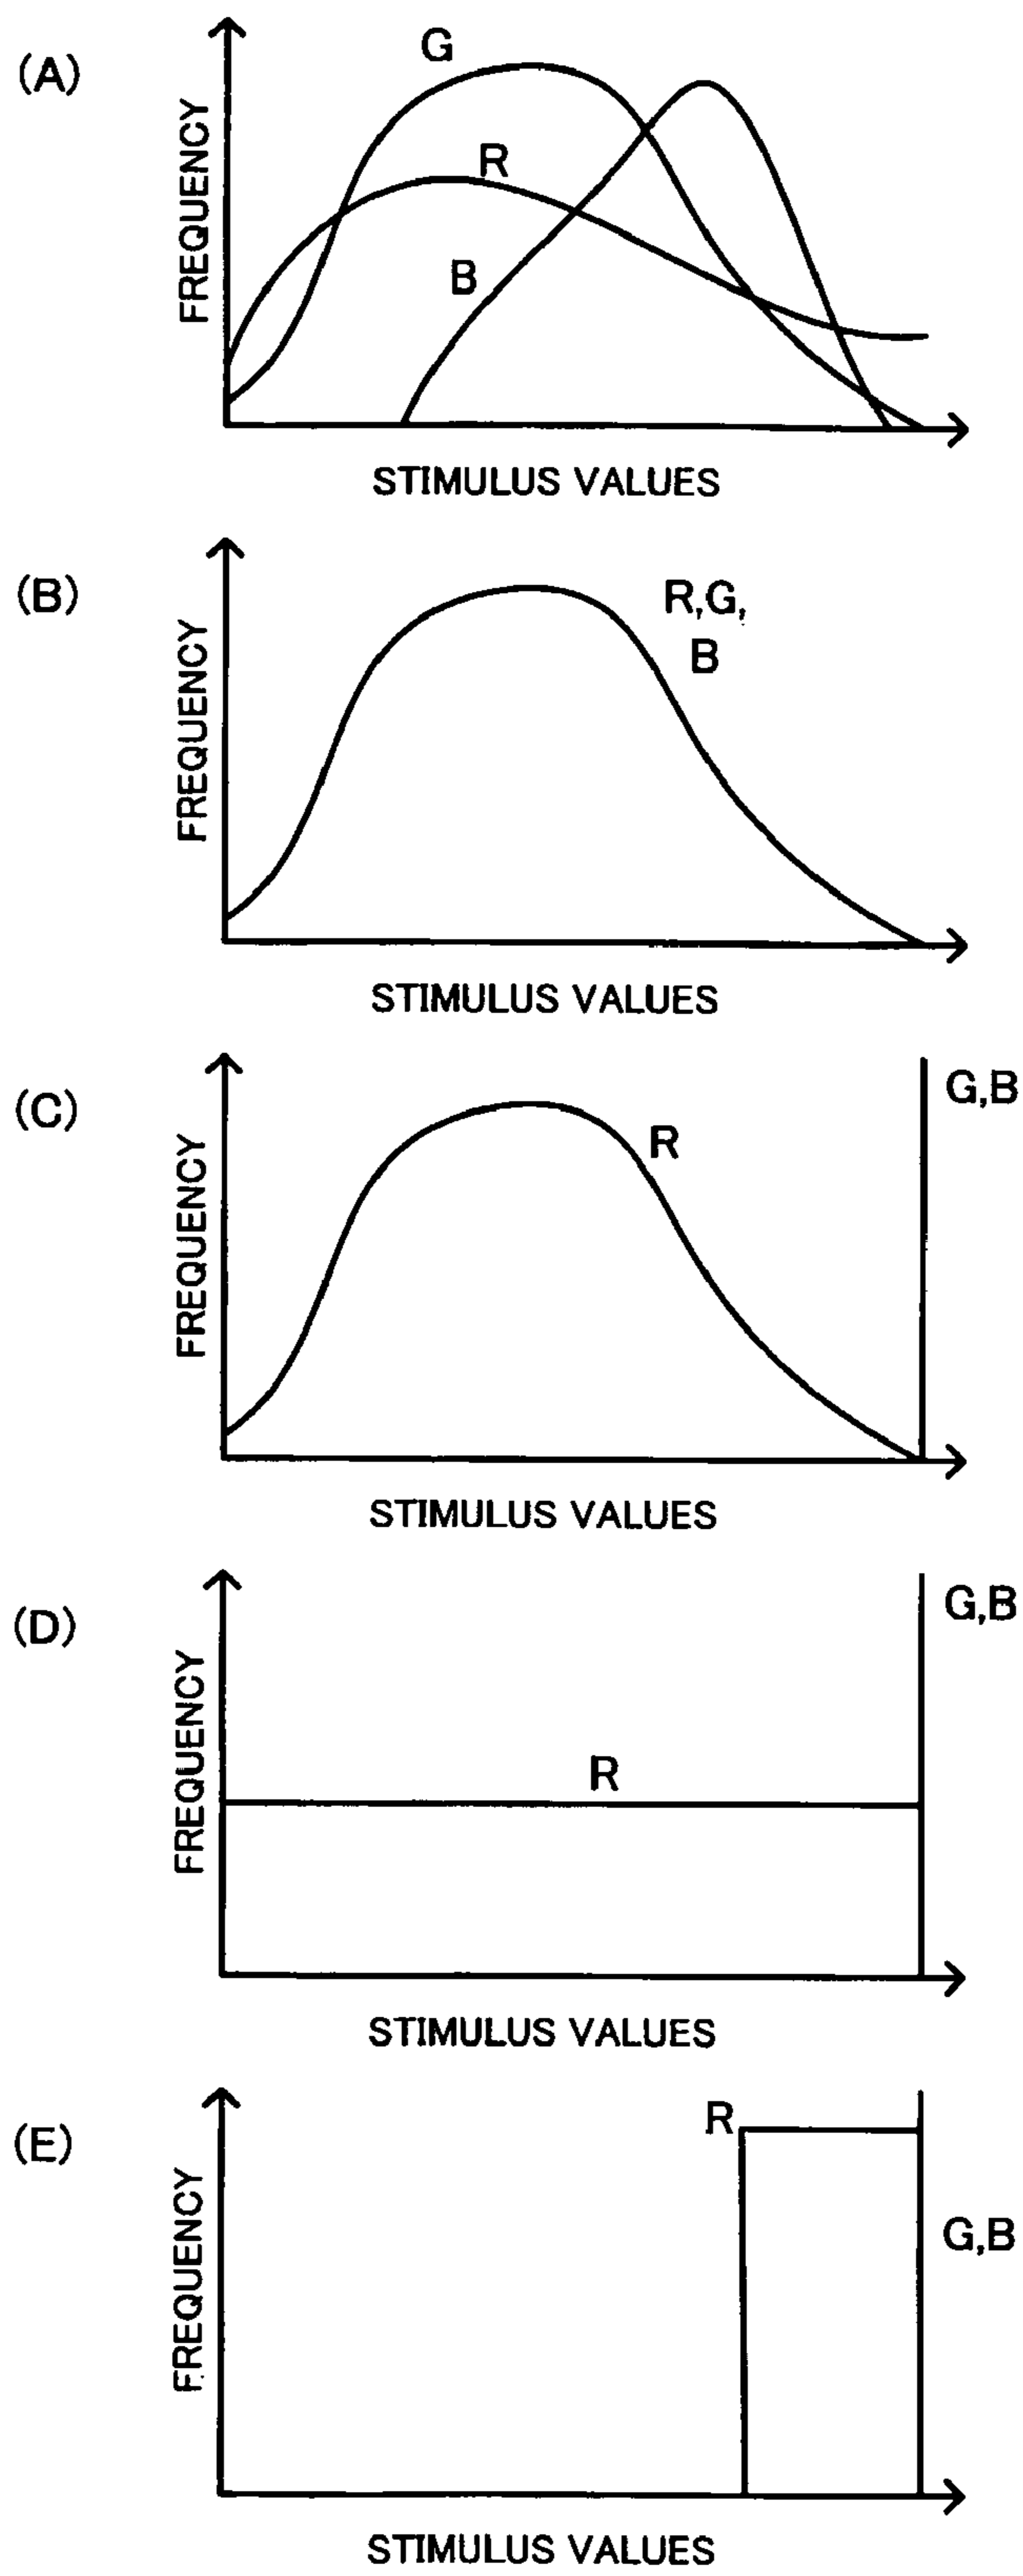 (A)
FREQUENCY
G
R
B
STIMULUS VALUES
(B)
FREQUENCY
R,G,
B
STIMULUS VALUES
(C)
FREQUENCY
R
G,B
STIMULUS VALUES
(D)
FREQUENCY
R
G,B
STIMULUS VALUES
(E)
FREQUENCY
R
G,B
STIMULUS VALUES